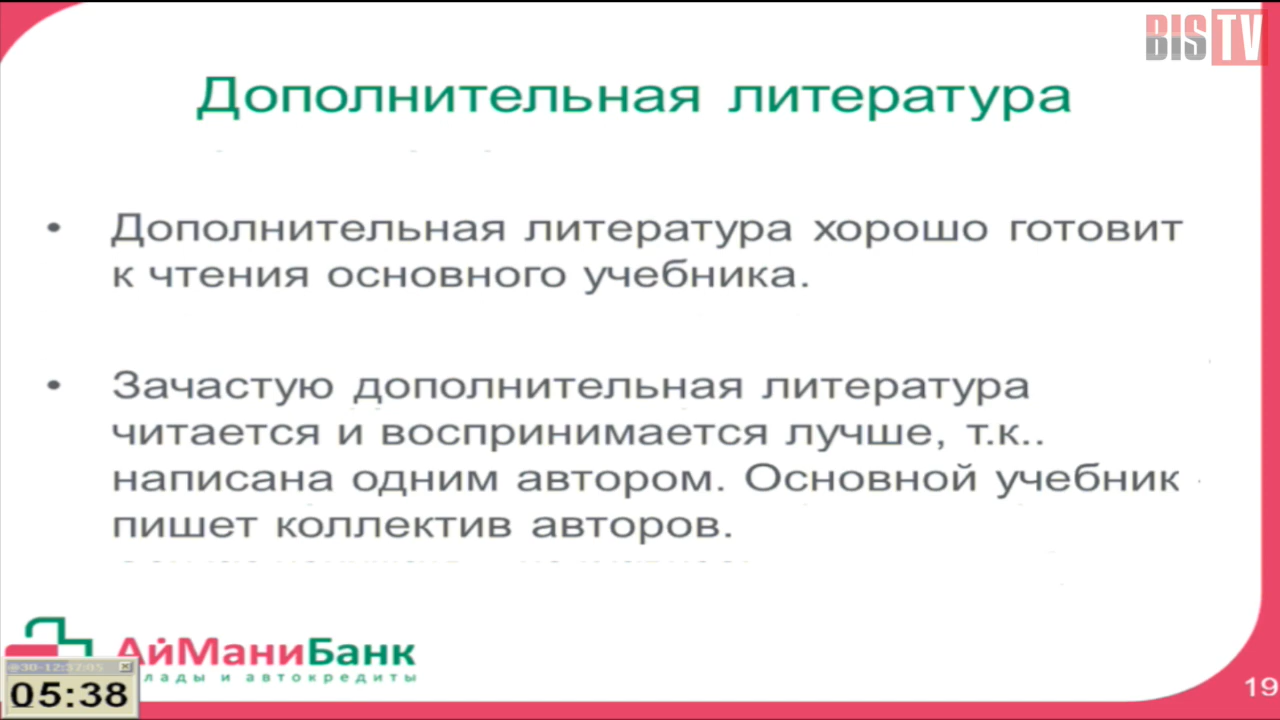 BIS TV
Дополнительная литература
• Дополнительная литература хорошо готовит
к чтения основного учебника.
• Зачастую дополнительная литература
читается и воспринимается лучше, т.к..
написана одним автором. Основной учебник
пишет коллектив авторов.
АйМаниБанк
лады и автокредиты
05:38
19